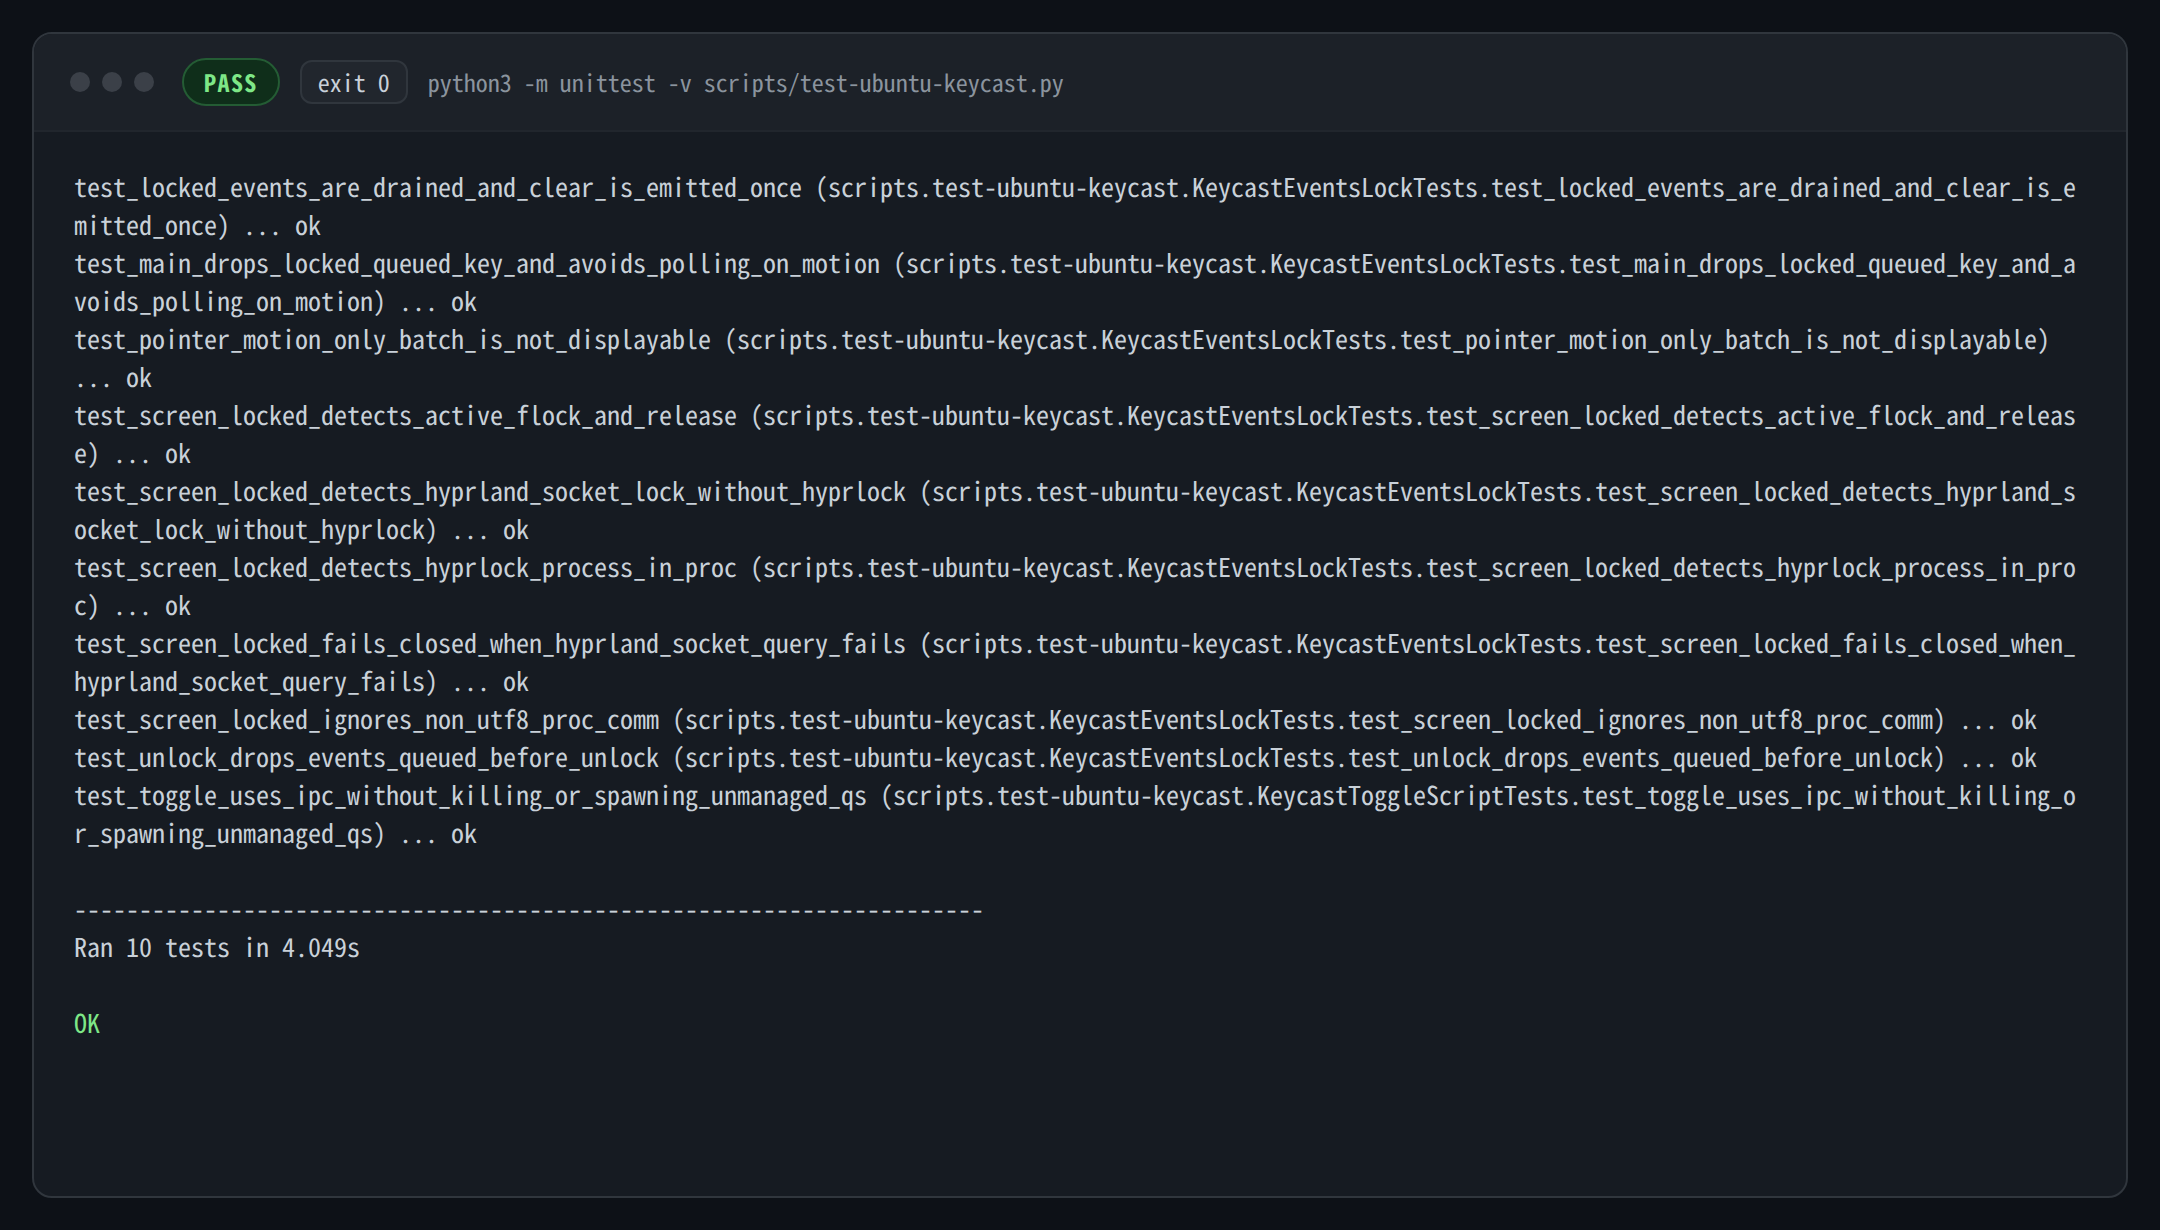 PASS exit 0 python3 -m unittest -v scripts/test-ubuntu-keycast.py
test_locked_events_are_drained_and_clear_is_emitted_once (scripts.test-ubuntu-keycast.KeycastEventsLockTests.test_locked_events_are_drained_and_clear_is_e
mitted_once) ... ok
test_main_drops_locked_queued_key_and_avoids_polling_on_motion (scripts.test-ubuntu-keycast.KeycastEventsLockTests.test_main_drops_locked_queued_key_and_a
voids_polling_on_motion) ... ok
test_pointer_motion_only_batch_is_not_displayable (scripts.test-ubuntu-keycast.KeycastEventsLockTests.test_pointer_motion_only_batch_is_not_displayable)
... ok
test_screen_locked_detects_active_flock_and_release (scripts.test-ubuntu-keycast.KeycastEventsLockTests.test_screen_locked_detects_active_flock_and_releas
e) ... ok
test_screen_locked_detects_hyprland_socket_lock_without_hyprlock (scripts.test-ubuntu-keycast.KeycastEventsLockTests.test_screen_locked_detects_hyprland_s
ocket_lock_without_hyprlock) ... ok
test_screen_locked_detects_hyprlock_process_in_proc (scripts.test-ubuntu-keycast.KeycastEventsLockTests.test_screen_locked_detects_hyprlock_process_in_pro
c) ... ok
test_screen_locked_fails_closed_when_hyprland_socket_query_fails (scripts.test-ubuntu-keycast.KeycastEventsLockTests.test_screen_locked_fails_closed_when_
hyprland_socket_query_fails) ... ok
test_screen_locked_ignores_non_utf8_proc_comm (scripts.test-ubuntu-keycast.KeycastEventsLockTests.test_screen_locked_ignores_non_utf8_proc_comm) ... ok
test_unlock_drops_events_queued_before_unlock (scripts.test-ubuntu-keycast.KeycastEventsLockTests.test_unlock_drops_events_queued_before_unlock) ... ok
test_toggle_uses_ipc_without_killing_or_spawning_unmanaged_qs (scripts.test-ubuntu-keycast.KeycastToggleScriptTests.test_toggle_uses_ipc_without_killing_o
r_spawning_unmanaged_qs) ... ok
----------------------------------------------------------------------
Ran 10 tests in 4.049s
OK